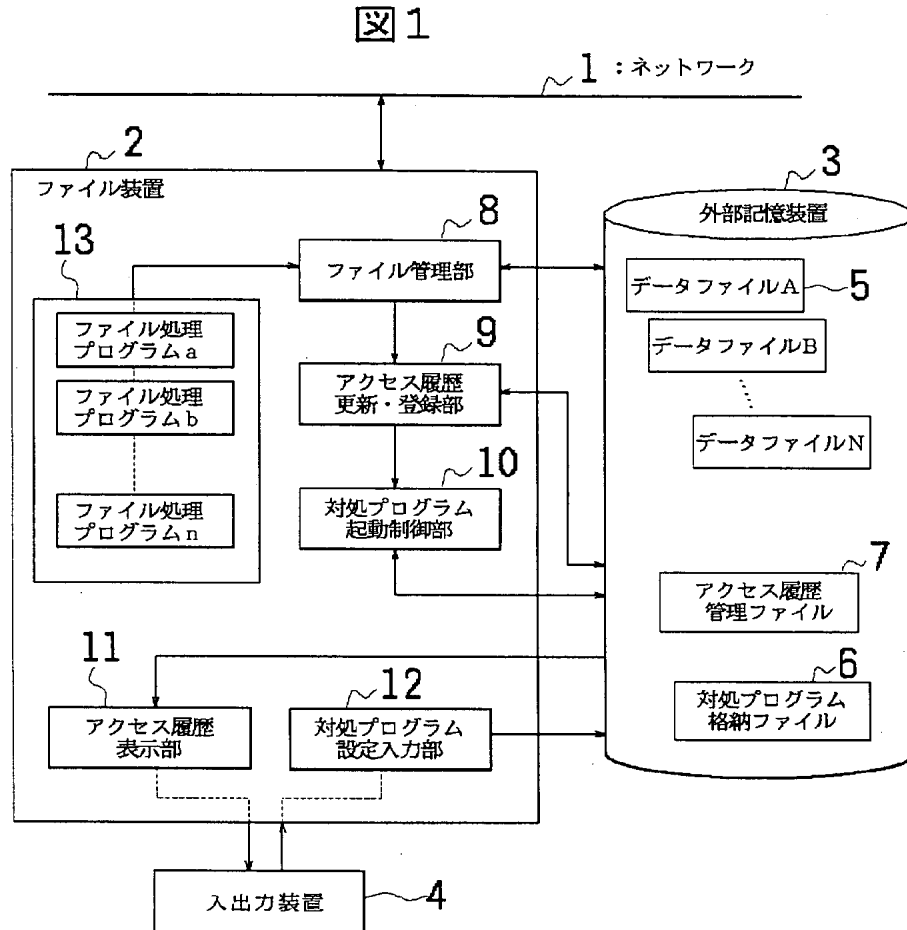 図1
1：ネットワーク
2
ファイル装置
3
外部記憶装置
8
ファイル管理部
13
ファイル処理
プログラムa
ファイル処理
プログラムb
ファイル処理
プログラムn
データファイルA
5
データファイルB
データファイルN
9
アクセス履歴
更新・登録部
10
対処プログラム
起動制御部
7
アクセス履歴
管理ファイル
6
対処プログラム
格納ファイル
11
アクセス履歴
表示部
12
対処プログラム
設定入力部
入出力装置
4